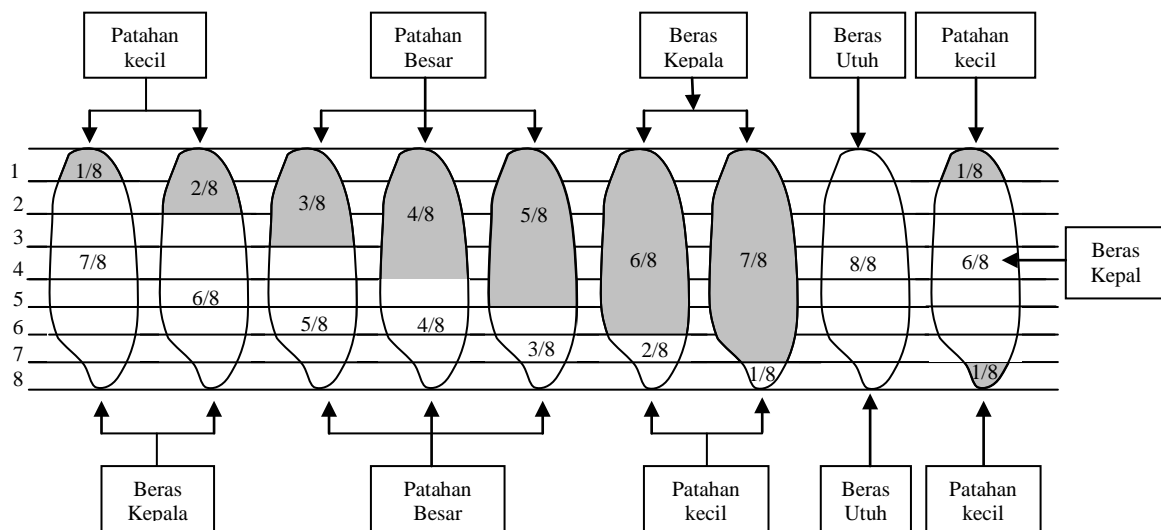 Patahan
kecil
Patahan
Besar
Beras
Kepala
Beras
Utuh
Patahan
kecil
1
2
3
4
5
6
7
8
1/8
7/8
2/8
6/8
3/8
5/8
4/8
4/8
5/8
3/8
6/8
2/8
7/8
1/8
8/8
1/8
6/8
1/8
Beras
Kepal
Beras
Kepala
Patahan
Besar
Patahan
kecil
Beras
Utuh
Patahan
kecil